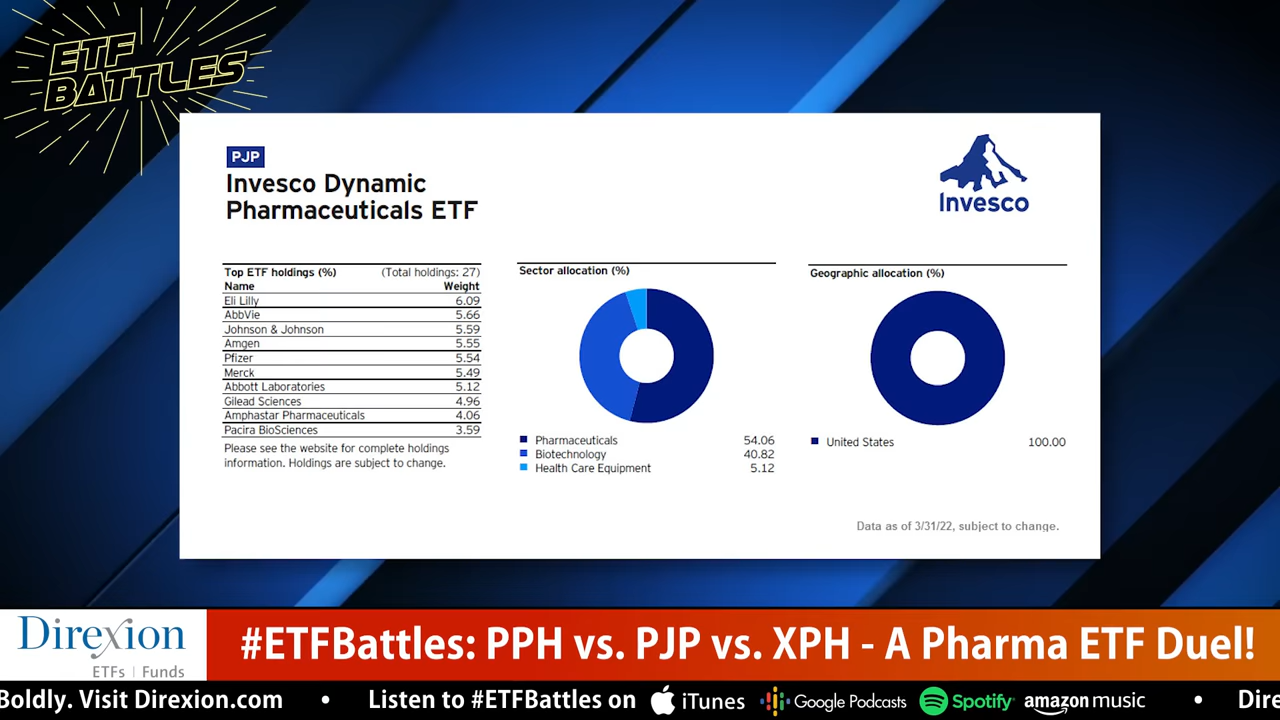 ETF
BATTLES
PJP
Invesco Dynamic
Pharmaceuticals ETF
Invesco
Top ETF holdings (%) (Total holdings: 27)
Name Weight
Eli Lilly 6.09
AbbVie 5.66
Johnson & Johnson 5.59
Amgen 5.55
Pfizer 5.54
Merck 5.49
Abbott Laboratories 5.12
Gilead Sciences 4.96
Amphastar Pharmaceuticals 4.06
Pacira BioSciences 3.59
Please see the website for complete holdings
information. Holdings are subject to change.
Sector allocation (%)
Pharmaceuticals 54.06
Biotechnology 40.82
Health Care Equipment 5.12
Geographic allocation (%)
United States 100.00
Data as of 3/31/22, subject to change.
Direxion
ETFs | Funds
#ETFBattles: PPH vs. PJP vs. XPH - A Pharma ETF Duel!
Boldly. Visit Direxion.com • Listen to #ETFBattles on iTunes Google Podcasts Spotify amazon music • Dire